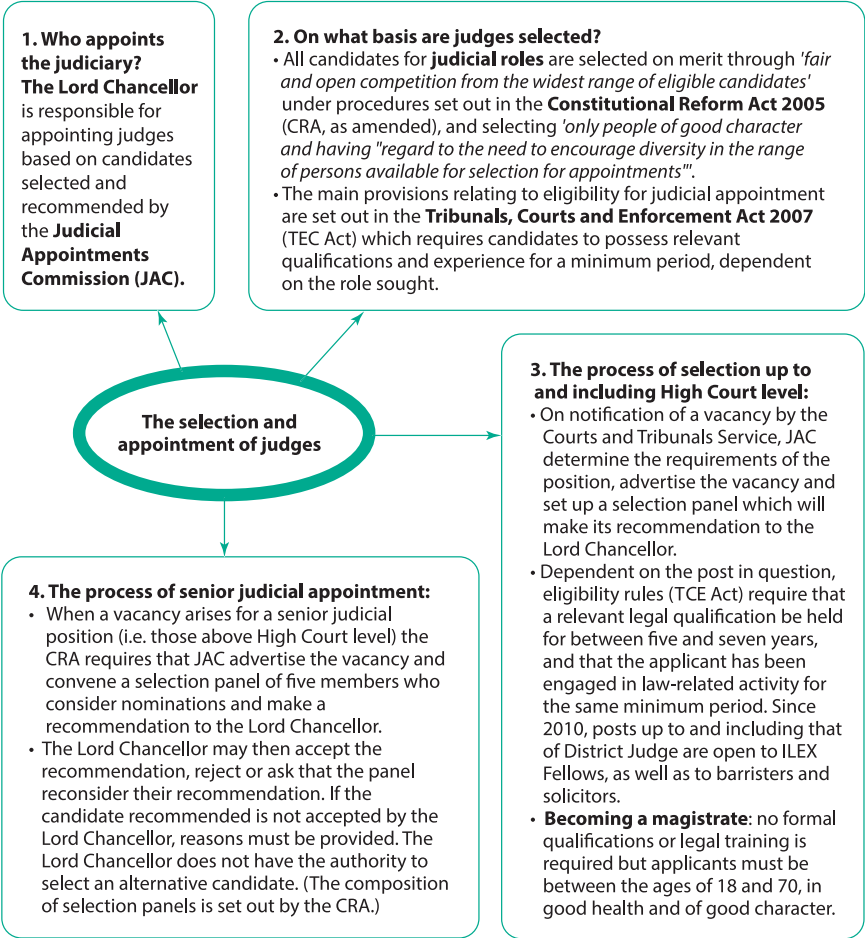 1. Who appoints
the judiciary?
The Lord Chancellor
is responsible for
appointing judges
based on candidates
selected and
recommended by
the Judicial
Appointments
Commission (JAC).
2. On what basis are judges selected?
• All candidates for judicial roles are selected on merit through 'fair
and open competition from the widest range of eligible candidates'
under procedures set out in the Constitutional Reform Act 2005
(CRA, as amended), and selecting 'only people of good character
and having "regard to the need to encourage diversity in the range
of persons available for selection for appointments"'.
• The main provisions relating to eligibility for judicial appointment
are set out in the Tribunals, Courts and Enforcement Act 2007
(TEC Act) which requires candidates to possess relevant
qualifications and experience for a minimum period, dependent
on the role sought.
The selection and
appointment of judges
3. The process of selection up to
and including High Court level:
• On notification of a vacancy by the
Courts and Tribunals Service, JAC
determine the requirements of the
position, advertise the vacancy and
set up a selection panel which will
make its recommendation to the
Lord Chancellor.
• Dependent on the post in question,
eligibility rules (TCE Act) require that
a relevant legal qualification be held
for between five and seven years,
and that the applicant has been
engaged in law-related activity for
the same minimum period. Since
2010, posts up to and including that
of District Judge are open to ILEX
Fellows, as well as to barristers and
solicitors.
• Becoming a magistrate: no formal
qualifications or legal training is
required but applicants must be
between the ages of 18 and 70, in
good health and of good character.
4. The process of senior judicial appointment:
• When a vacancy arises for a senior judicial
position (i.e. those above High Court level) the
CRA requires that JAC advertise the vacancy and
convene a selection panel of five members who
consider nominations and make a
recommendation to the Lord Chancellor.
• The Lord Chancellor may then accept the
recommendation, reject or ask that the panel
reconsider their recommendation. If the
candidate recommended is not accepted by the
Lord Chancellor, reasons must be provided. The
Lord Chancellor does not have the authority to
select an alternative candidate. (The composition
of selection panels is set out by the CRA.)